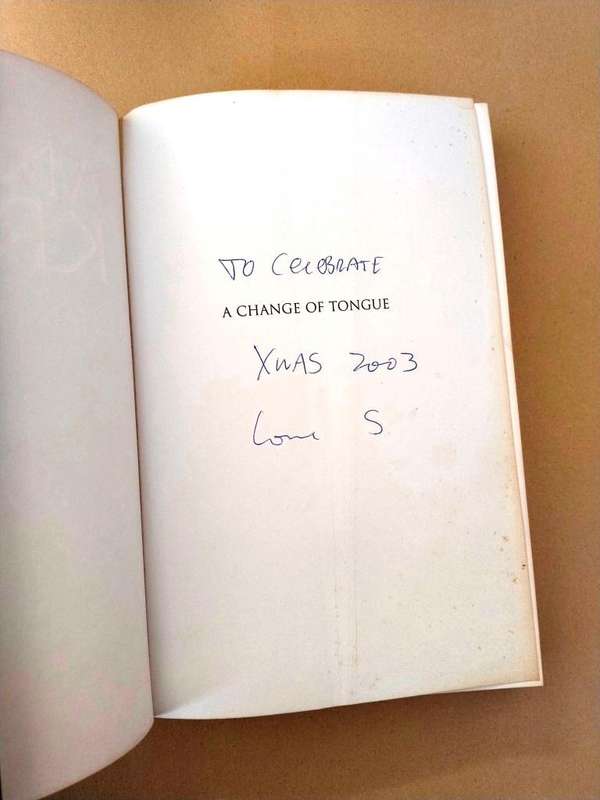 TO CELEBRATE
A CHANGE OF TONGUE
XMAS 2003
Love S